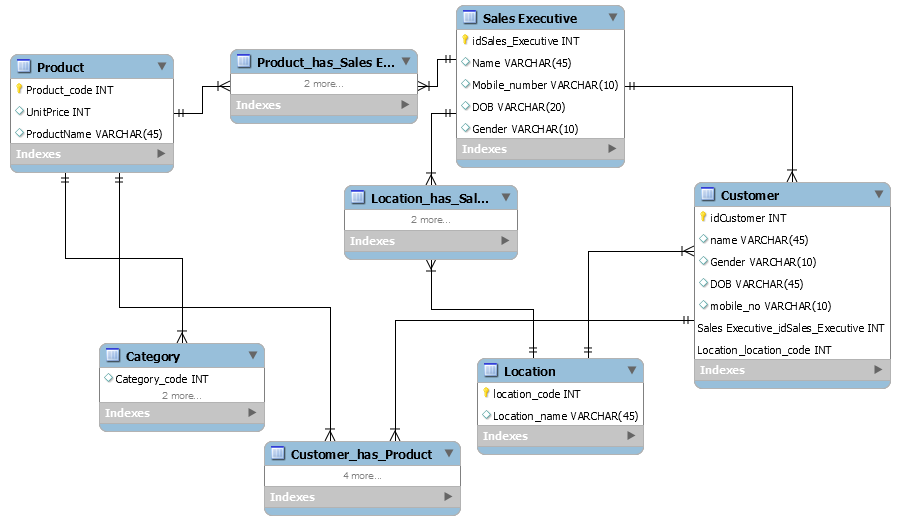 Product
Product_code INT
UnitPrice INT
ProductName VARCHAR(45)
Indexes
Product_has_Sales E...
2 more...
Indexes
Sales Executive
idSales_Executive INT
Name VARCHAR(45)
Mobile_number VARCHAR(10)
DOB VARCHAR(20)
Gender VARCHAR(10)
Indexes
Location_has_Sal...
2 more...
Indexes
Customer
idCustomer INT
name VARCHAR(45)
Gender VARCHAR(10)
DOB VARCHAR(45)
mobile_no VARCHAR(10)
Sales Executive_idSales_Executive INT
Location_location_code INT
Indexes
Category
Category_code INT
2 more...
Indexes
Location
location_code INT
Location_name VARCHAR(45)
Indexes
Customer_has_Product
4 more...
Indexes